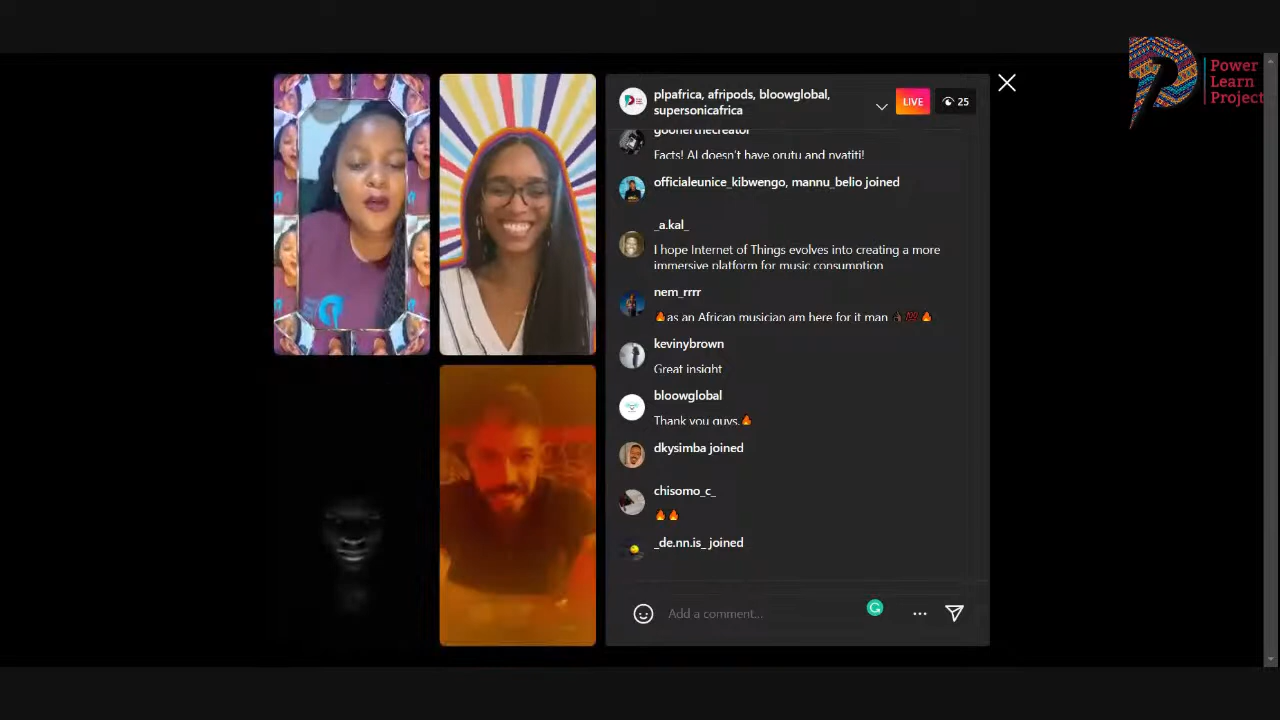 Power
Learn
Project
plpafrica, afripods, bloowglobal,
supersonicafrica
LIVE
25
goonerthecreator
Facts! AI doesn't have orutu and nyatiti!
officialeunice_kibwengo, mannu_belio joined
_a.kal_
I hope Internet of Things evolves into creating a more
immersive platform for music consumption
nem_rrrr
🔥as an African musician am here for it man 👍🏿💯🔥
kevinybrown
Great insight
bloowglobal
Thank you guys.🔥
dkysimba joined
chisomo_c_
🔥🔥
_de.nn.is_ joined
Add a comment...